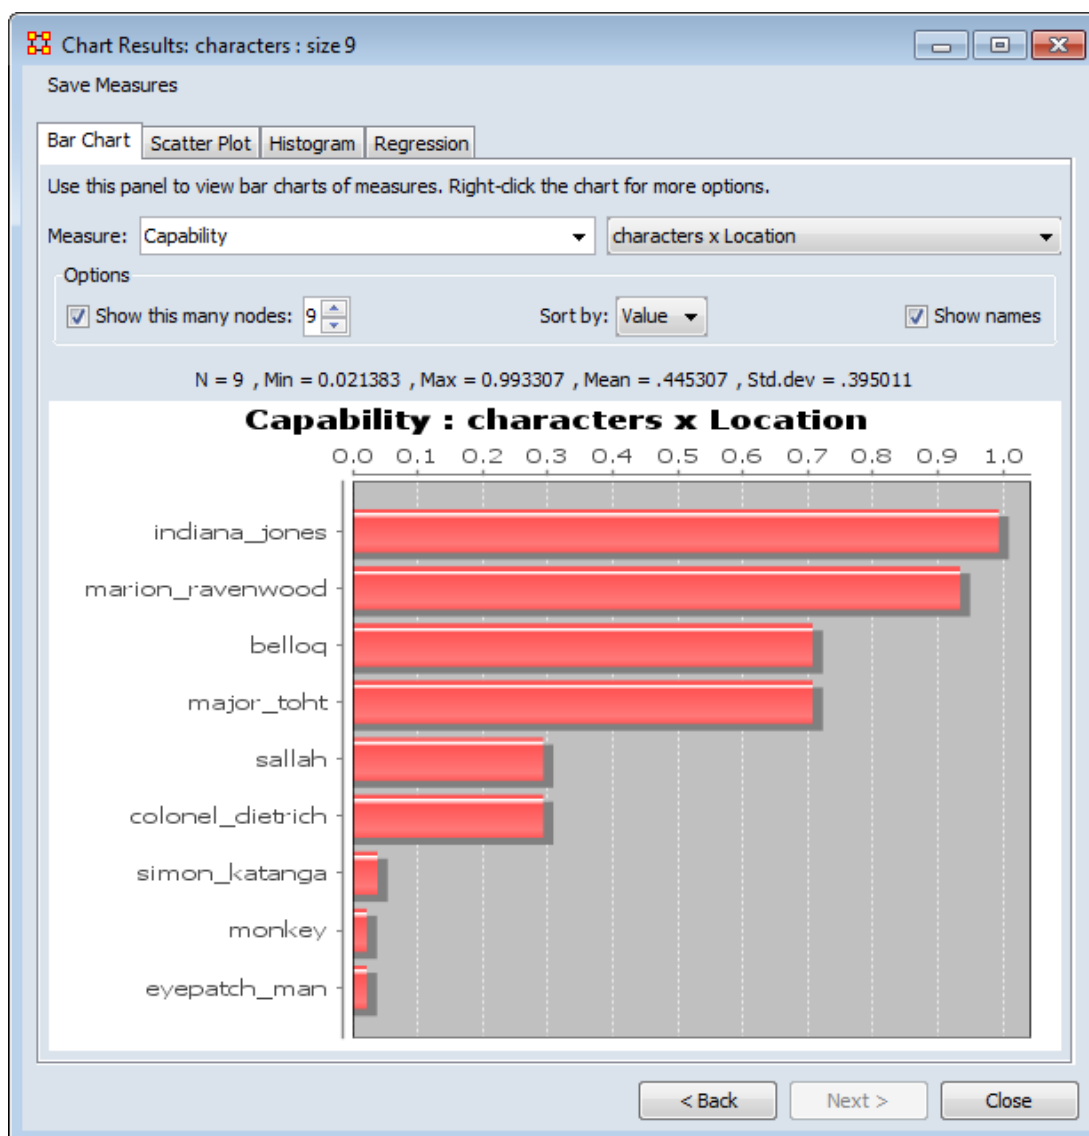 Chart Results: characters : size 9
Save Measures
Bar Chart Scatter Plot Histogram Regression
Use this panel to view bar charts of measures. Right-click the chart for more options.
Measure: Capability characters x Location
Options
Show this many nodes: 9 Sort by: Value Show names
N = 9 , Min = 0.021383 , Max = 0.993307 , Mean = .445307 , Std.dev = .395011
Capability : characters x Location
0.0 0.1 0.2 0.3 0.4 0.5 0.6 0.7 0.8 0.9 1.0
indiana_jones
marion_ravenwood
belloq
major_toht
sallah
colonel_dietrich
simon_katanga
monkey
eyepatch_man
< Back Next > Close